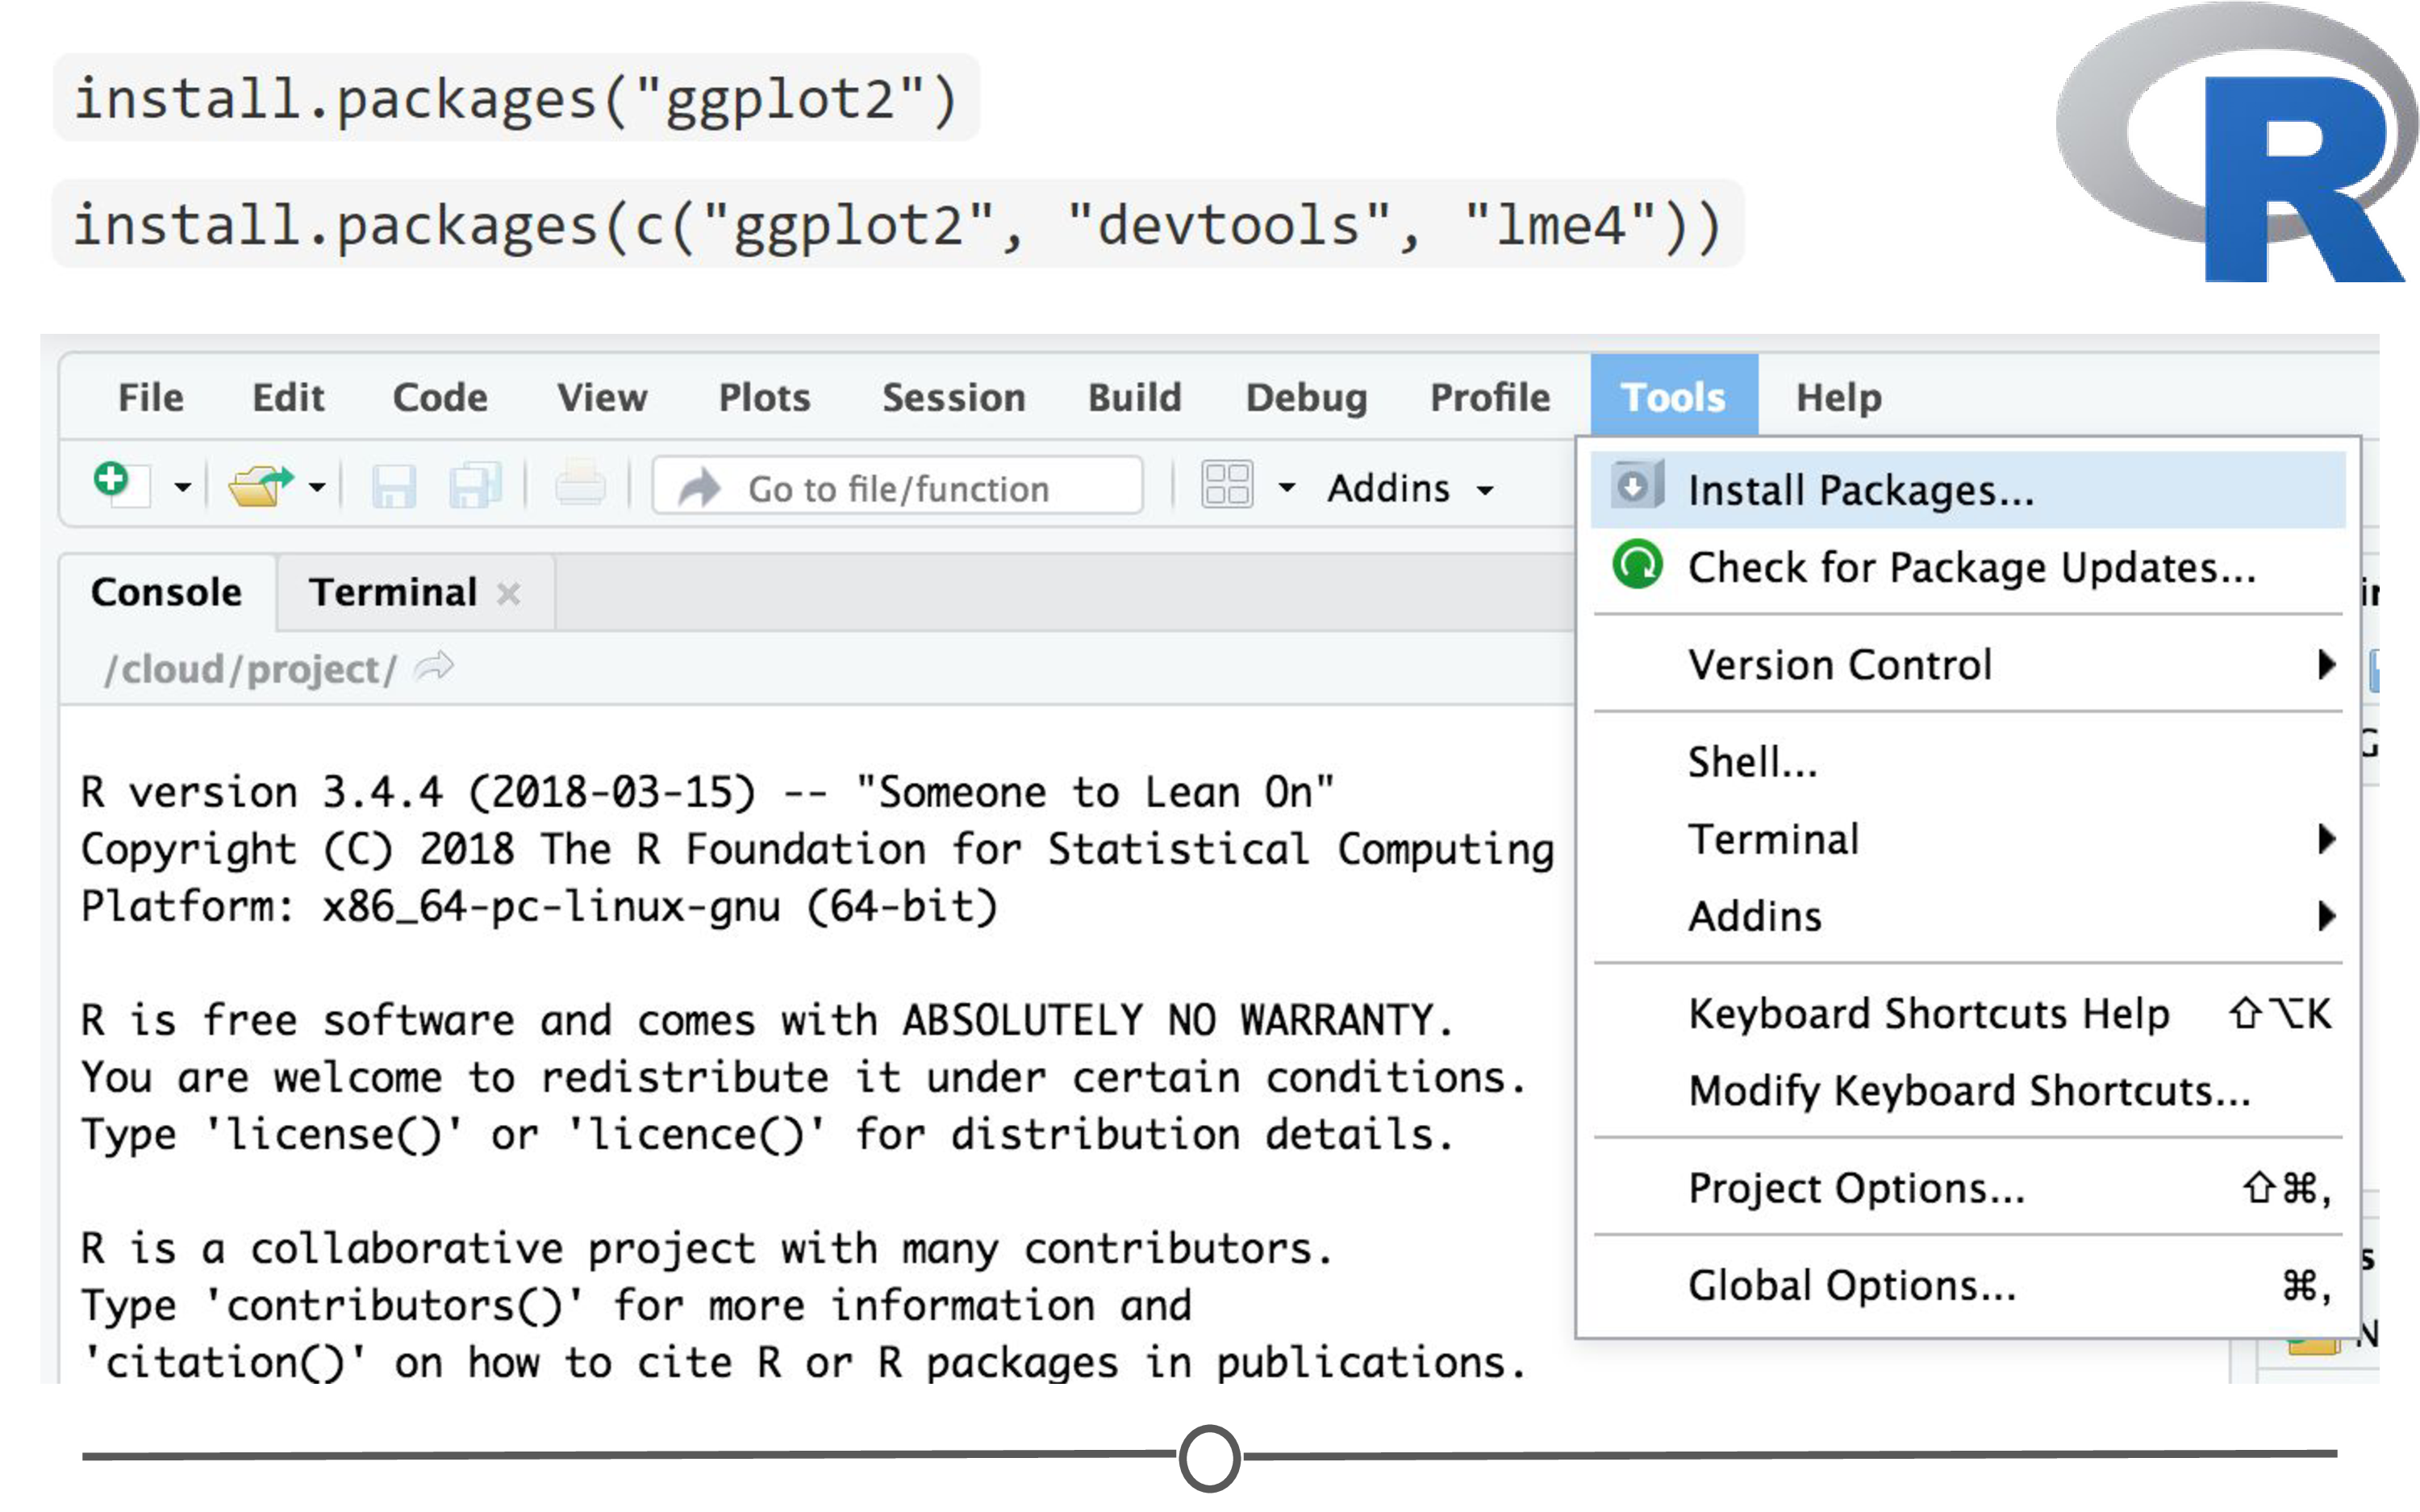 install.packages("ggplot2")
install.packages(c("ggplot2", "devtools", "lme4"))
R
File Edit Code View Plots Session Build Debug Profile Tools Help
Go to file/function Addins
Console Terminal
/cloud/project/
R version 3.4.4 (2018-03-15) -- "Someone to Lean On"
Copyright (C) 2018 The R Foundation for Statistical Computing
Platform: x86_64-pc-linux-gnu (64-bit)
R is free software and comes with ABSOLUTELY NO WARRANTY.
You are welcome to redistribute it under certain conditions.
Type 'license()' or 'licence()' for distribution details.
R is a collaborative project with many contributors.
Type 'contributors()' for more information and
'citation()' on how to cite R or R packages in publications.
Install Packages...
Check for Package Updates...
Version Control
Shell...
Terminal
Addins
Keyboard Shortcuts Help ⇧⌥K
Modify Keyboard Shortcuts...
Project Options... ⇧⌘,
Global Options... ⌘,